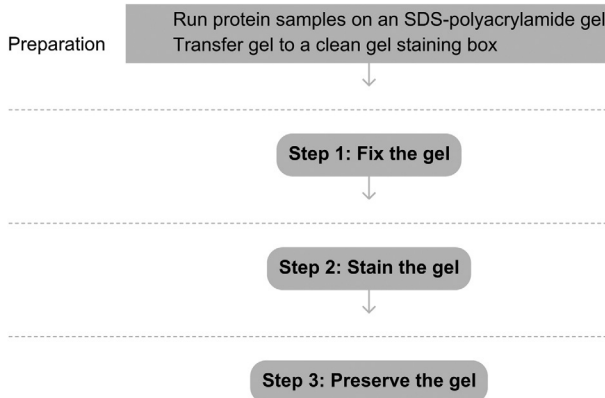 Run protein samples on an SDS-polyacrylamide gel
Preparation
Transfer gel to a clean gel staining box
Step 1: Fix the gel
Step 2: Stain the gel
Step 3: Preserve the gel